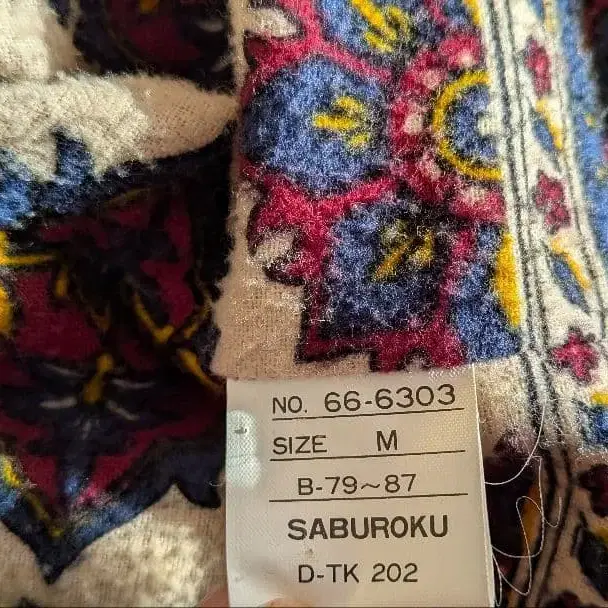 NO. 66-6303
SIZE M
B-79~87
SABUROKU
D-TK 202